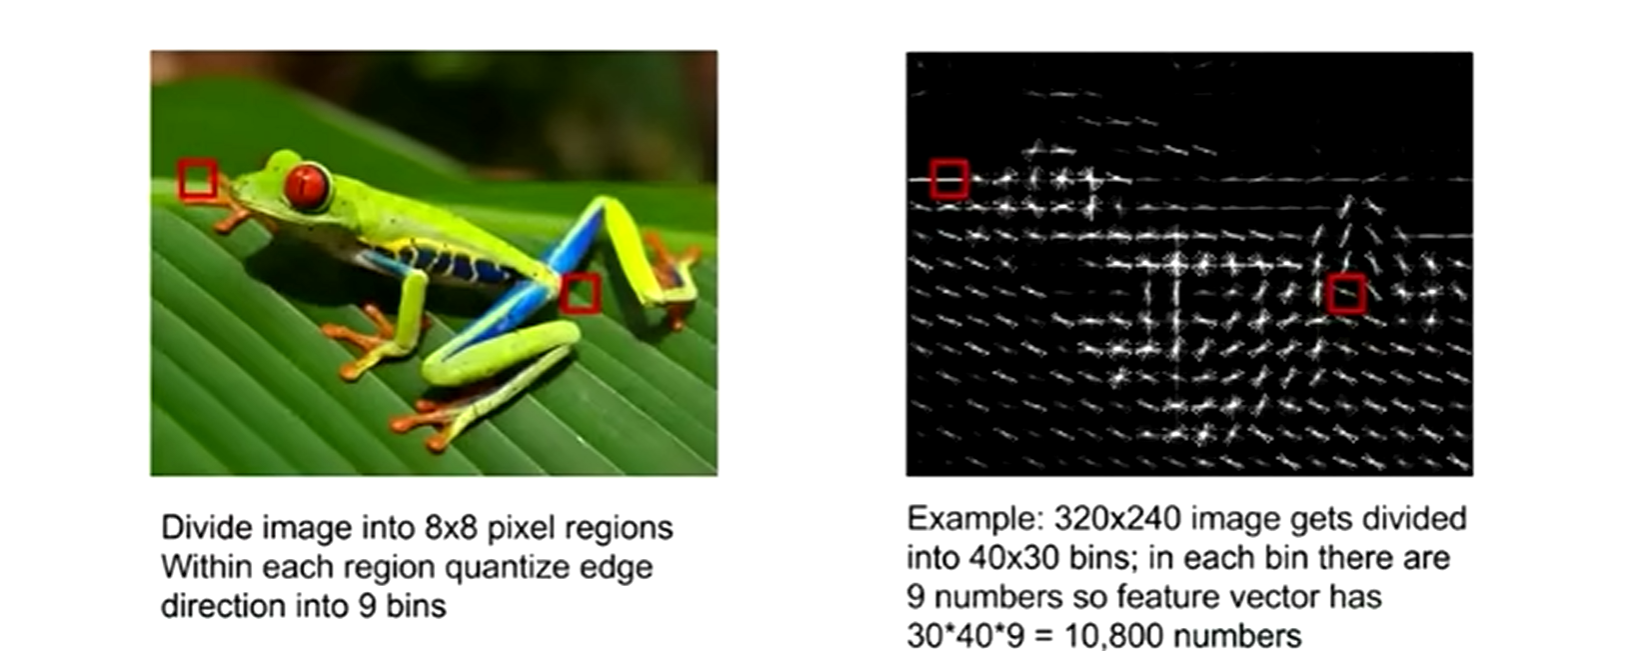 Divide image into 8x8 pixel regions
Within each region quantize edge
direction into 9 bins
Example: 320x240 image gets divided
into 40x30 bins; in each bin there are
9 numbers so feature vector has
30*40*9 = 10,800 numbers